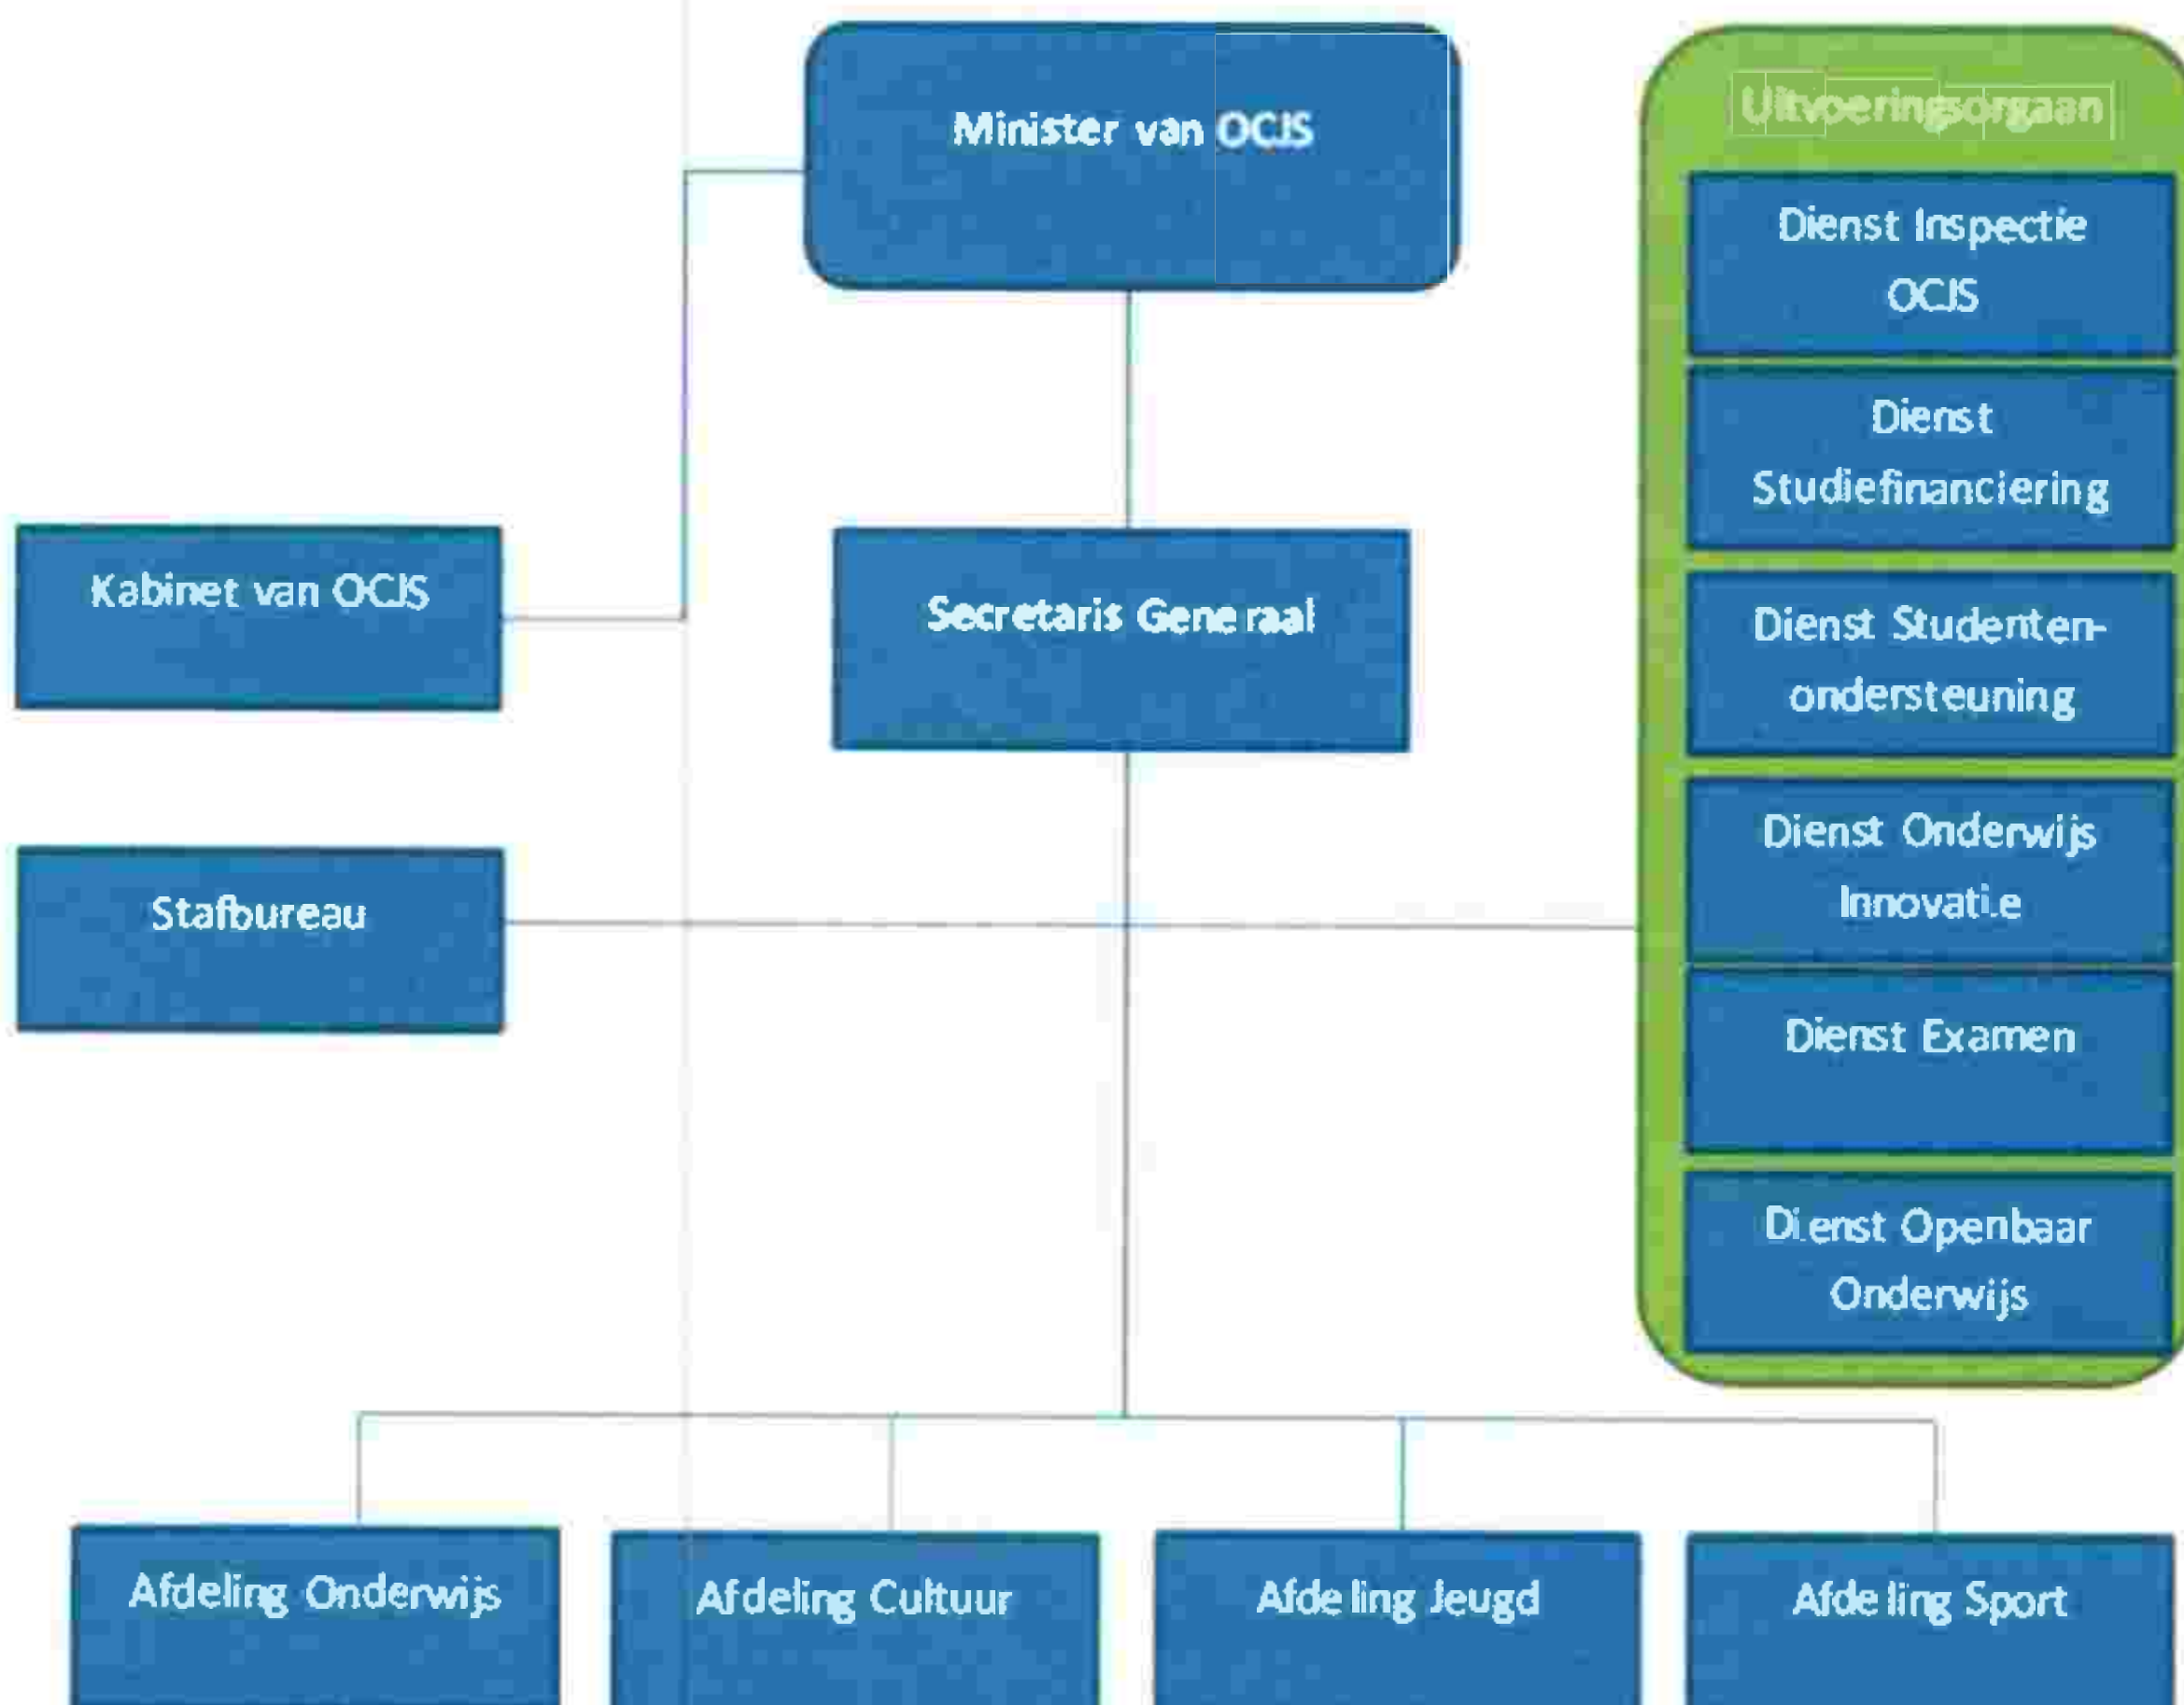 Minister van OCJS
Uitvoeringsorgaan
Dienst Inspectie
OCJS
Dienst
Studiefinanciering
Kabinet van OCJS
Secretaris Generaal
Dienst Studenten-
ondersteuning
Stafbureau
Dienst Onderwijs
Innovatie
Dienst Examen
Dienst Openbaar
Onderwijs
Afdeling Onderwijs
Afdeling Cultuur
Afdeling Jeugd
Afdeling Sport